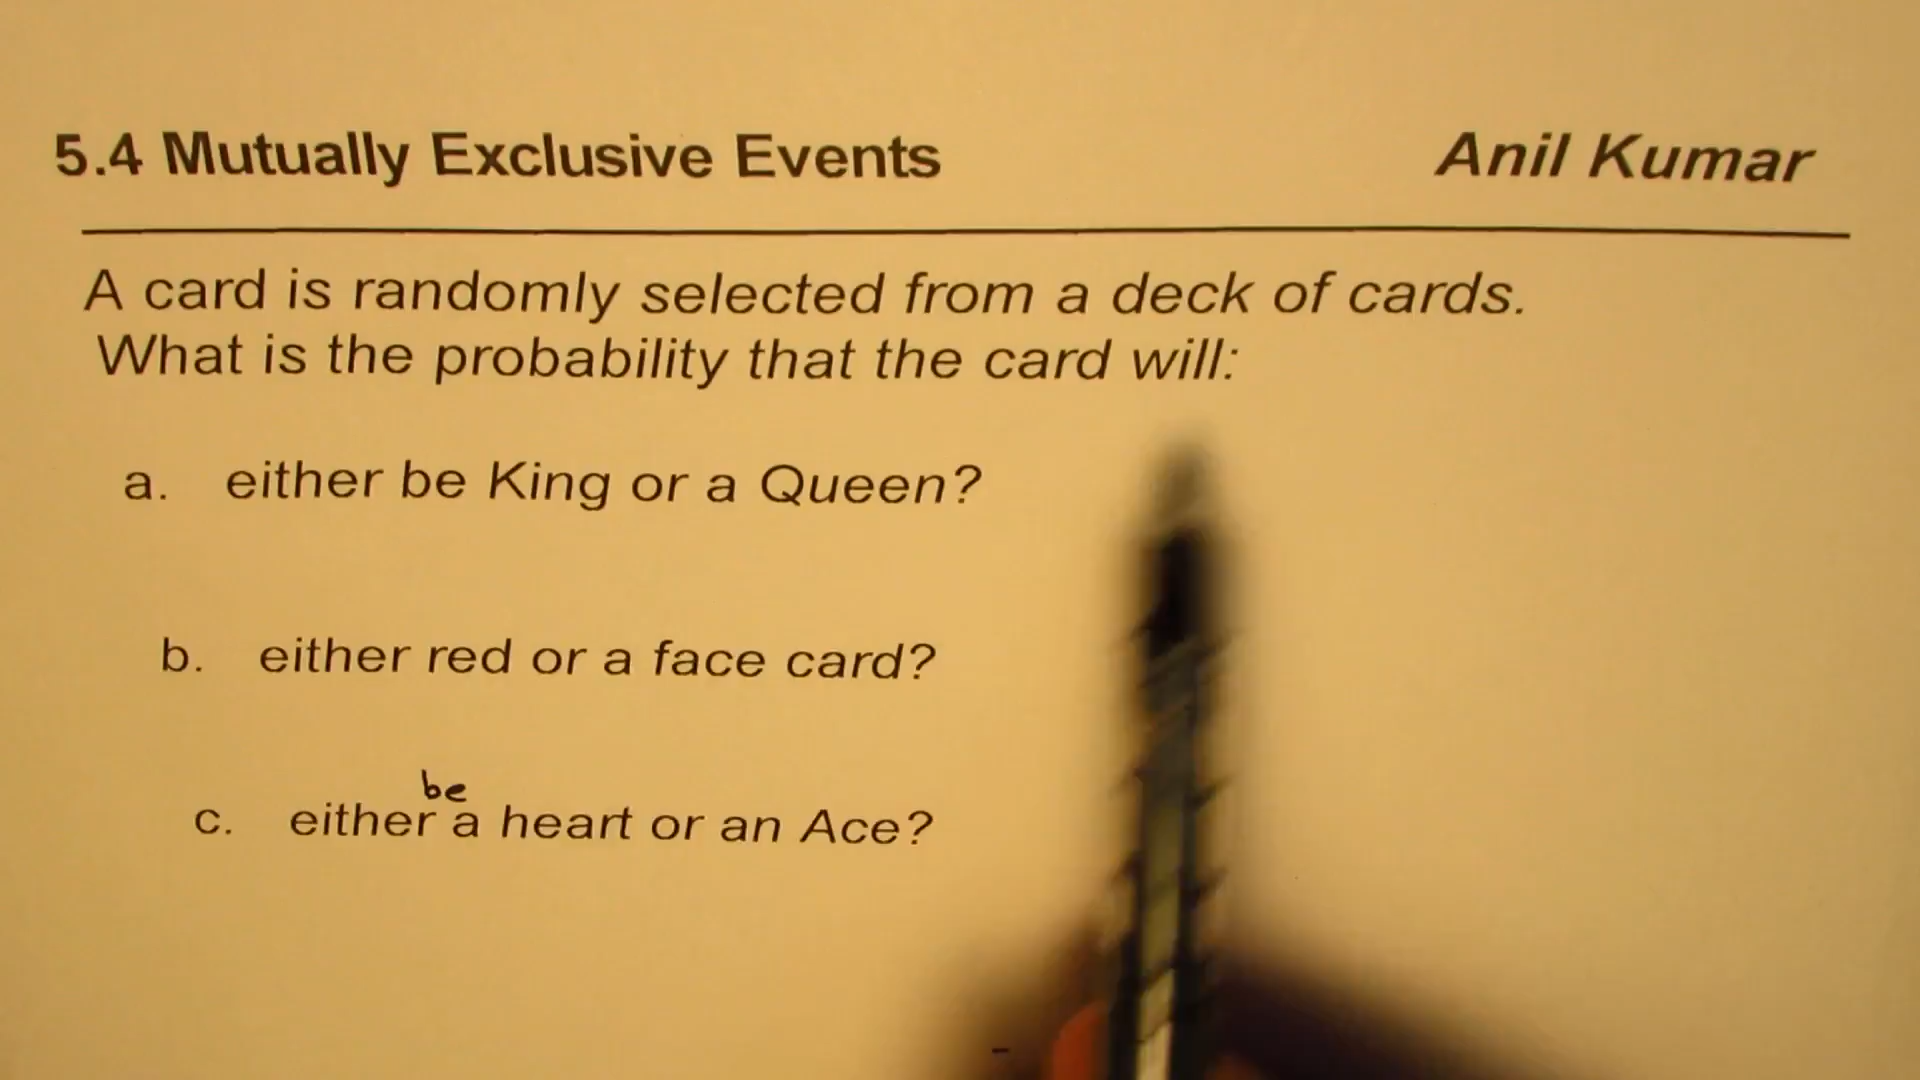 5.4 Mutually Exclusive Events Anil Kumar
A card is randomly selected from a deck of cards.
What is the probability that the card will:
a. either be King or a Queen?
b. either red or a face card?
be
c. either a heart or an Ace?